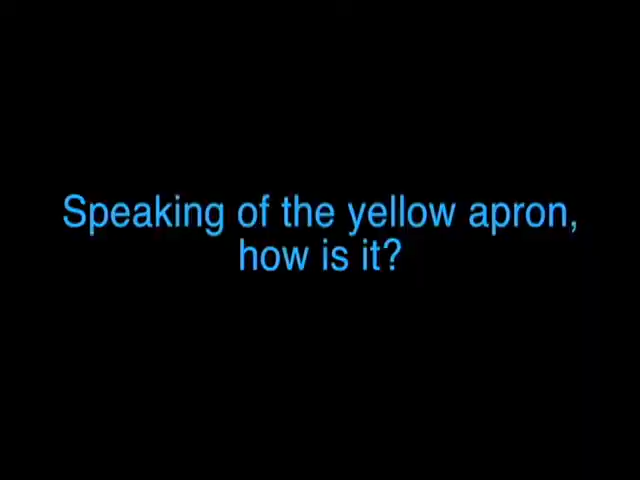 Speaking of the yellow apron,
how is it?